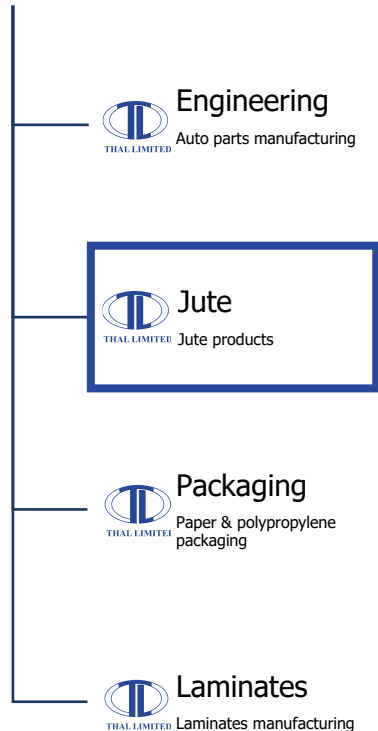 Engineering
Auto parts manufacturing
THAL LIMITED
Jute
Jute products
THAL LIMITED
Packaging
Paper & polypropylene
packaging
THAL LIMITEI
Laminates
Laminates manufacturing
THAL LIMITED